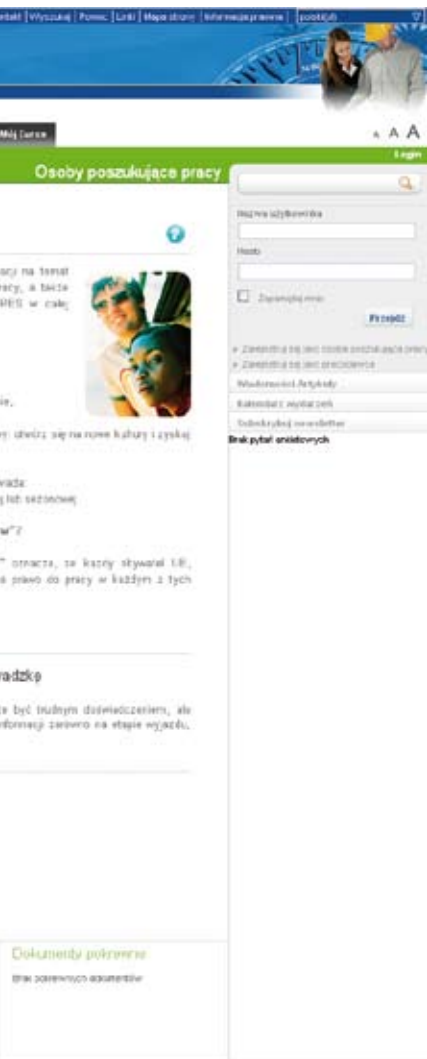 ntakt | Wyszukaj | Pomoc | Linki | Mapa strony | Informacja prawna | polski(pl)
Mój Eures
A A A
Login
Osoby poszukujące pracy
Nazwa użytkownika
Hasło
Zapamiętaj mnie
Przejdź
» Zarejestruj się jako osoba poszukująca pracy
» Zarejestruj się jako pracodawca
Wiadomości Artykuły
Kalendarz wydarzeń
Subskrybuj newsletter
Brak pytań ankietowych
acji na temat
racy, a także
RES w całej
ie,
y: otwórz się na nowe kultury i zyskaj
j lub sezonowej
w"?
" oznacza, że każdy obywatel UE,
a prawo do pracy w każdym z tych
adzkę
e być trudnym doświadczeniem, ale
nformacji zarówno na etapie wyjazdu,
Dokumenty pokrewne
Brak pokrewnych dokumentów